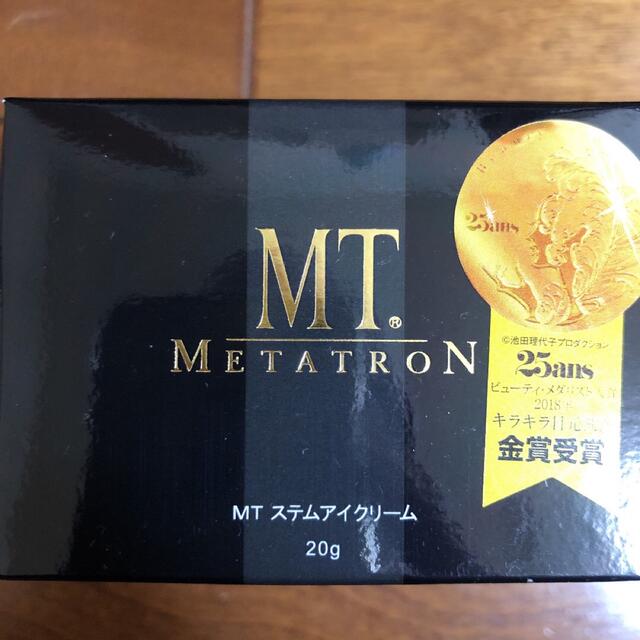 MT.®
METATRON
MT ステムアイクリーム
20g
25ans
©池田理代子プロダクション
25ans
ビューティ・メダリスト大賞
2018
キラキラ目
金賞受賞